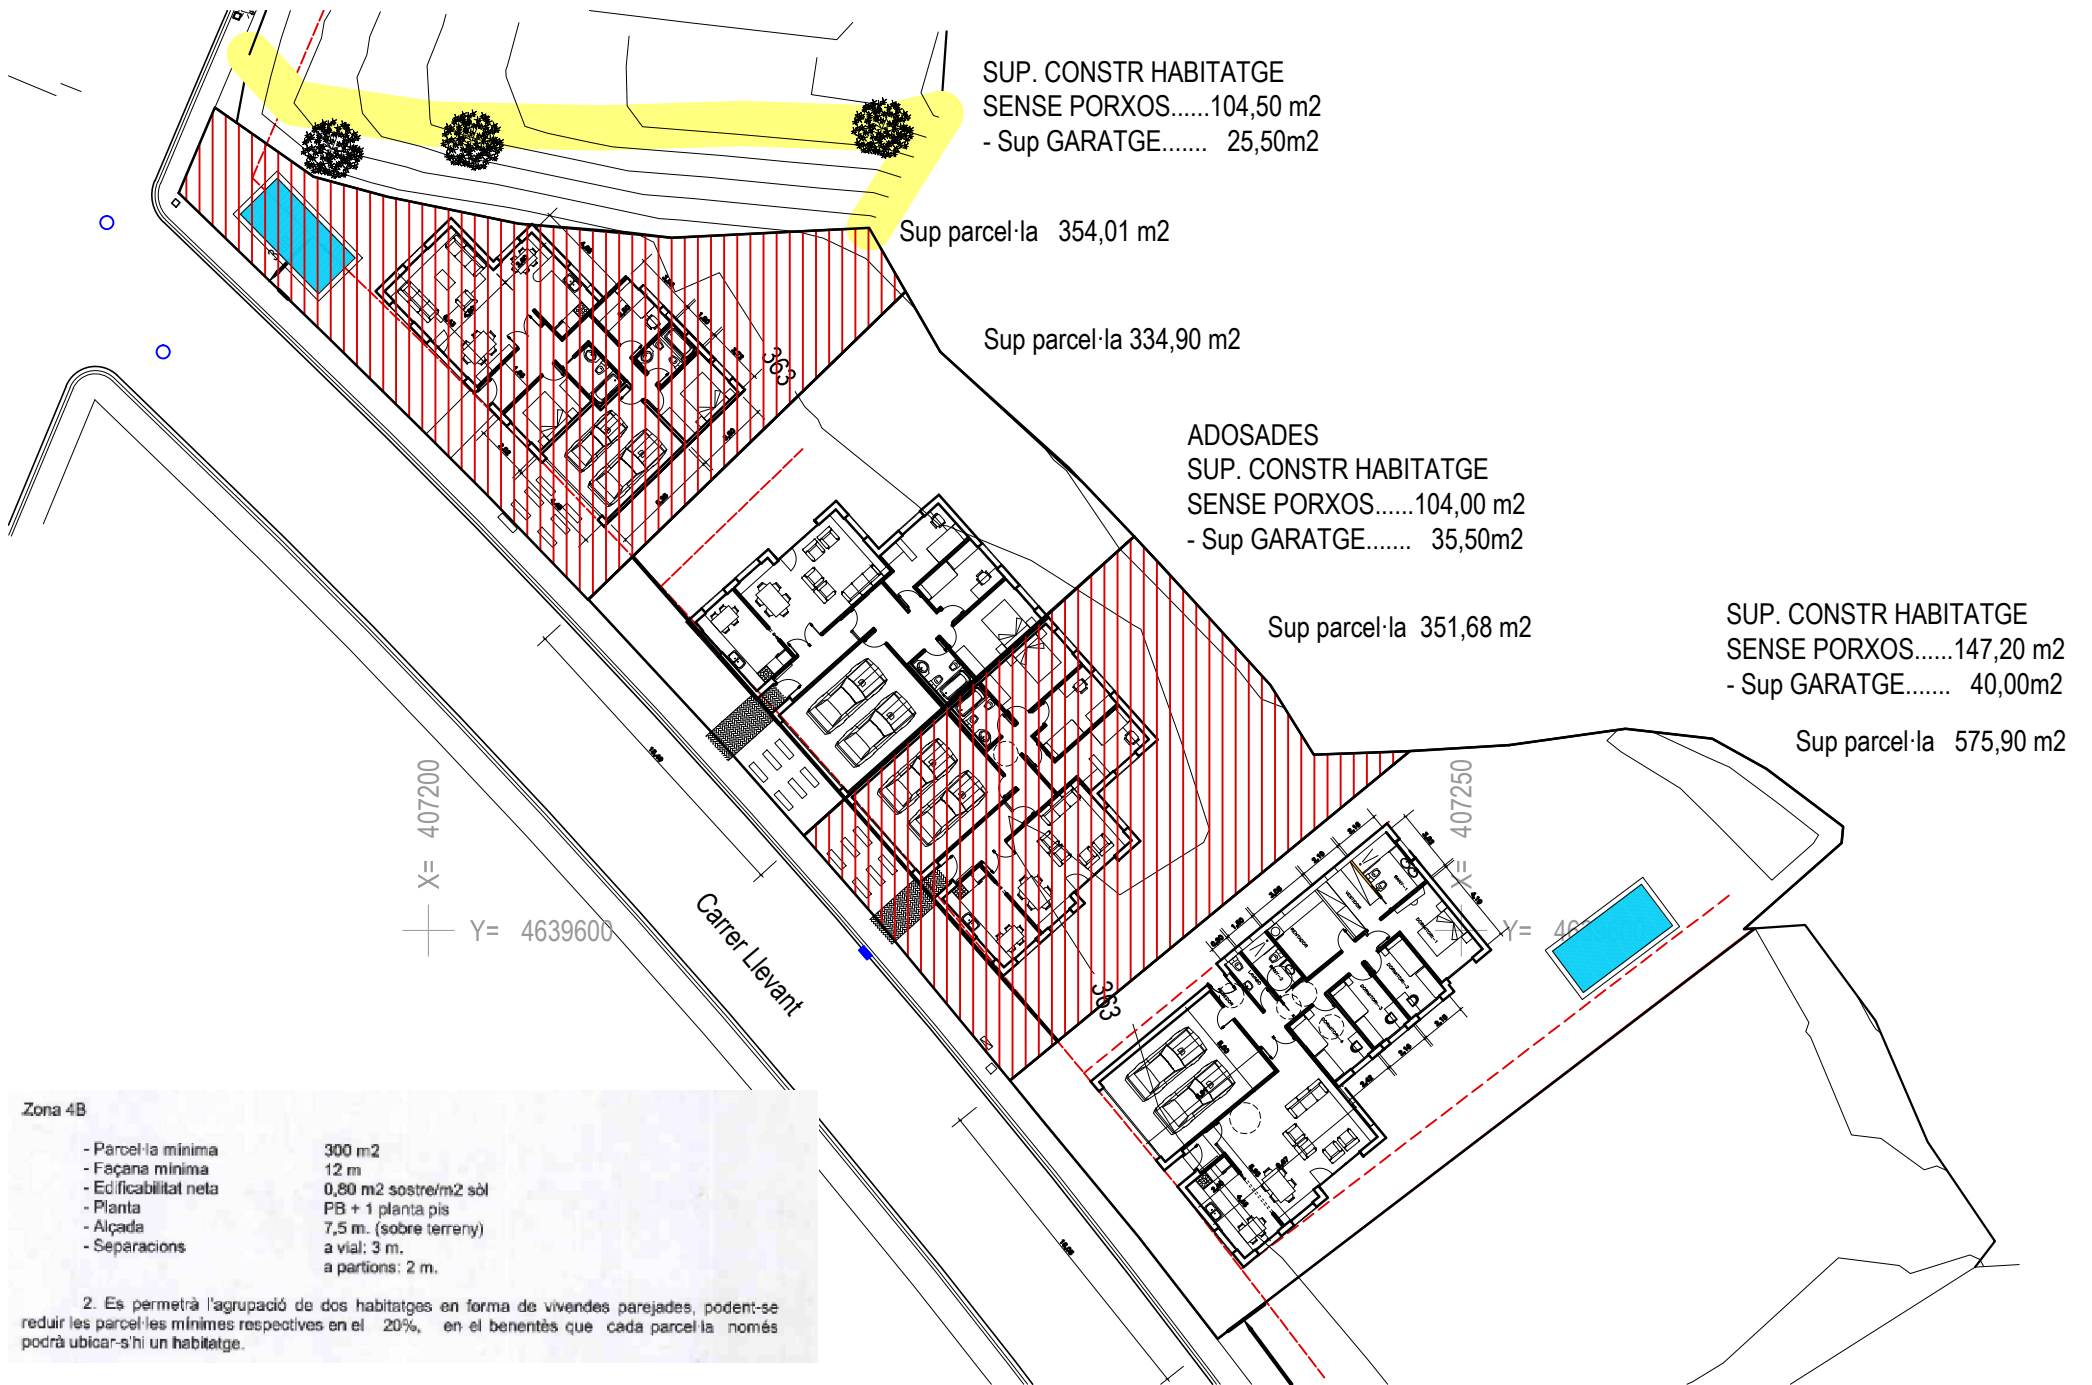 SUP. CONSTR HABITATGE
SENSE PORXOS......104,50 m2
- Sup GARATGE....... 25,50m2
Sup parcel·la 354,01 m2
Sup parcel·la 334,90 m2
363
ADOSADES
SUP. CONSTR HABITATGE
SENSE PORXOS......104,00 m2
- Sup GARATGE....... 35,50m2
Sup parcel·la 351,68 m2
SUP. CONSTR HABITATGE
SENSE PORXOS......147,20 m2
- Sup GARATGE....... 40,00m2
Sup parcel·la 575,90 m2
X= 407200
Y= 4639600
X= 407250
Y= 4639600
Carrer Llevant
363
Zona 4B
- Parcel·la mínima 300 m2
- Façana mínima 12 m
- Edificabilitat neta 0,80 m2 sostre/m2 sòl
- Planta PB + 1 planta pis
- Alçada 7,5 m. (sobre terreny)
- Separacions a vial: 3 m.
a partions: 2 m.
2. Es permetrà l'agrupació de dos habitatges en forma de vivendes parejades, podent-se
reduir les parcel·les mínimes respectives en el 20%, en el benentès que cada parcel·la només
podrà ubicar-s'hi un habitatge.